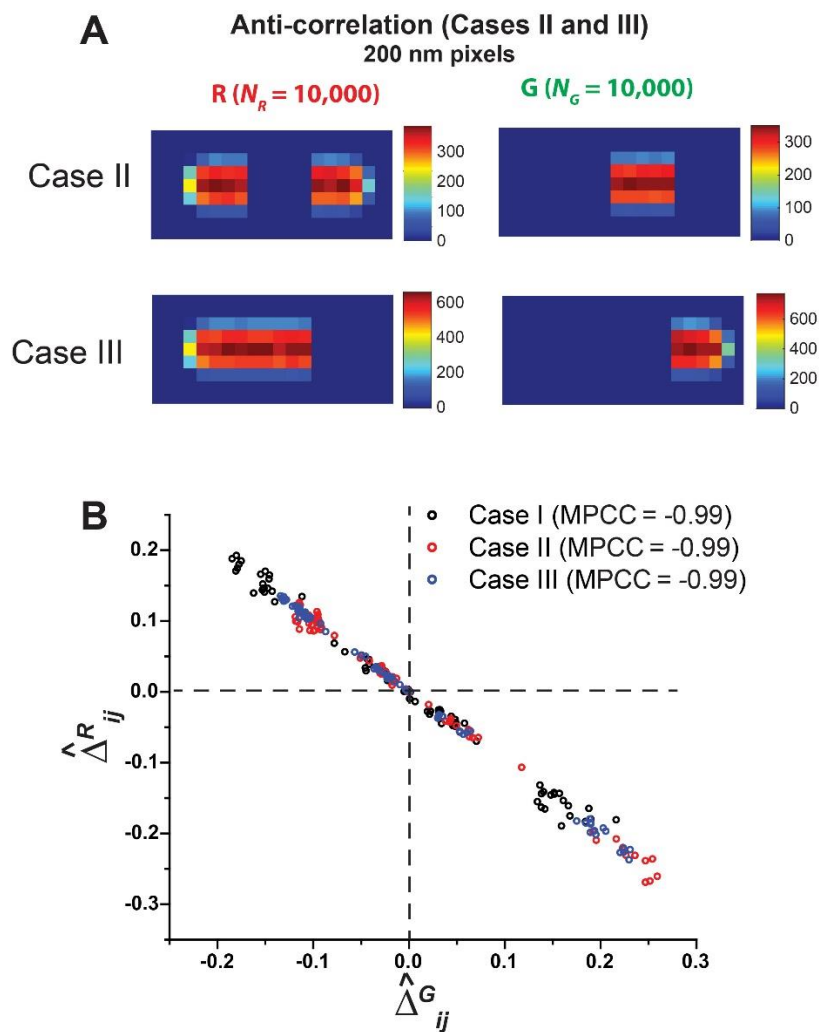 A
Anti-correlation (Cases II and III)
200 nm pixels
R (N_R = 10,000)
G (N_G = 10,000)
Case II
300
200
100
0
300
200
100
0
Case III
600
400
200
0
600
400
200
0
B
Case I (MPCC = -0.99)
Case II (MPCC = -0.99)
Case III (MPCC = -0.99)
0.2
0.1
0.0
-0.1
-0.2
-0.3
Δ̂^R_ij
-0.2 -0.1 0.0 0.1 0.2 0.3
Δ̂^G_ij